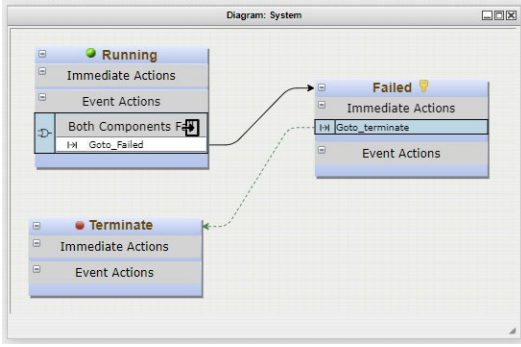 Diagram: System
Running
Immediate Actions
Event Actions
Both Components F
Goto_Failed
Failed
Immediate Actions
Goto_terminate
Event Actions
Terminate
Immediate Actions
Event Actions